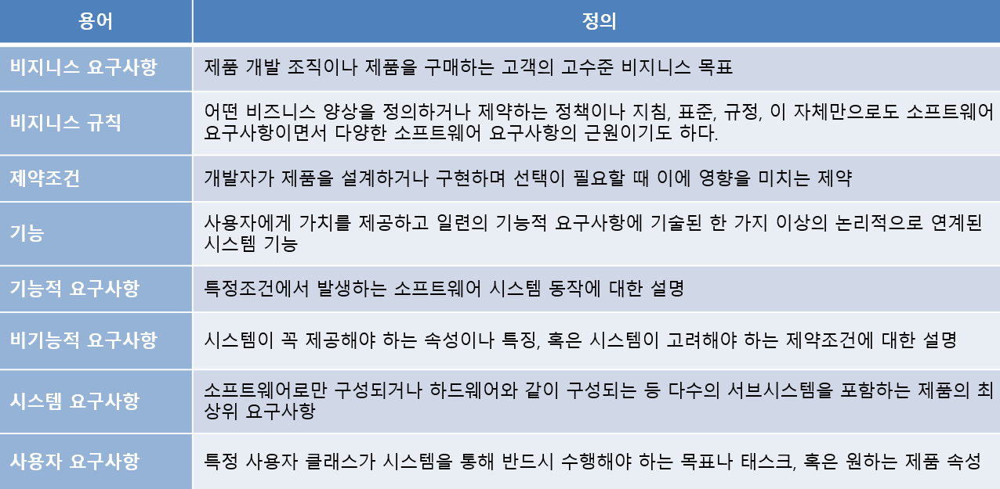 용어
정의
비지니스 요구사항
제품 개발 조직이나 제품을 구매하는 고객의 고수준 비지니스 목표
비지니스 규칙
어떤 비즈니스 양상을 정의하거나 제약하는 정책이나 지침, 표준, 규정, 이 자체만으로도 소프트웨어
요구사항이면서 다양한 소프트웨어 요구사항의 근원이기도 하다.
제약조건
개발자가 제품을 설계하거나 구현하며 선택이 필요할 때 이에 영향을 미치는 제약
기능
사용자에게 가치를 제공하고 일련의 기능적 요구사항에 기술된 한 가지 이상의 논리적으로 연계된
시스템 기능
기능적 요구사항
특정조건에서 발생하는 소프트웨어 시스템 동작에 대한 설명
비기능적 요구사항
시스템이 꼭 제공해야 하는 속성이나 특징, 혹은 시스템이 고려해야 하는 제약조건에 대한 설명
시스템 요구사항
소프트웨어로만 구성되거나 하드웨어와 같이 구성되는 등 다수의 서브시스템을 포함하는 제품의 최
상위 요구사항
사용자 요구사항
특정 사용자 클래스가 시스템을 통해 반드시 수행해야 하는 목표나 태스크, 혹은 원하는 제품 속성